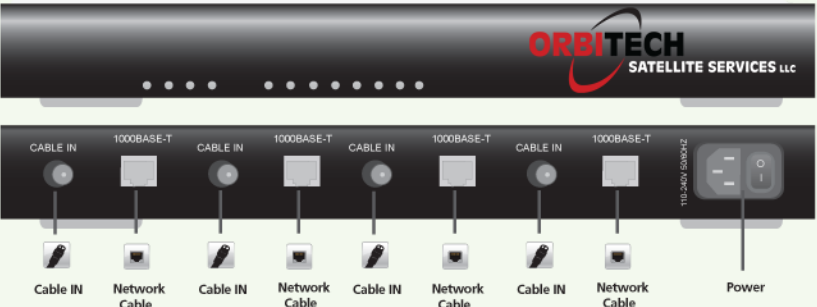 ORBITECH
SATELLITE SERVICES LLC
CABLE IN
1000BASE-T
CABLE IN
1000BASE-T
CABLE IN
1000BASE-T
CABLE IN
1000BASE-T
110-240V 50/60HZ
O
I
Cable IN
Network
Cable
Cable IN
Network
Cable
Cable IN
Network
Cable
Cable IN
Network
Cable
Power